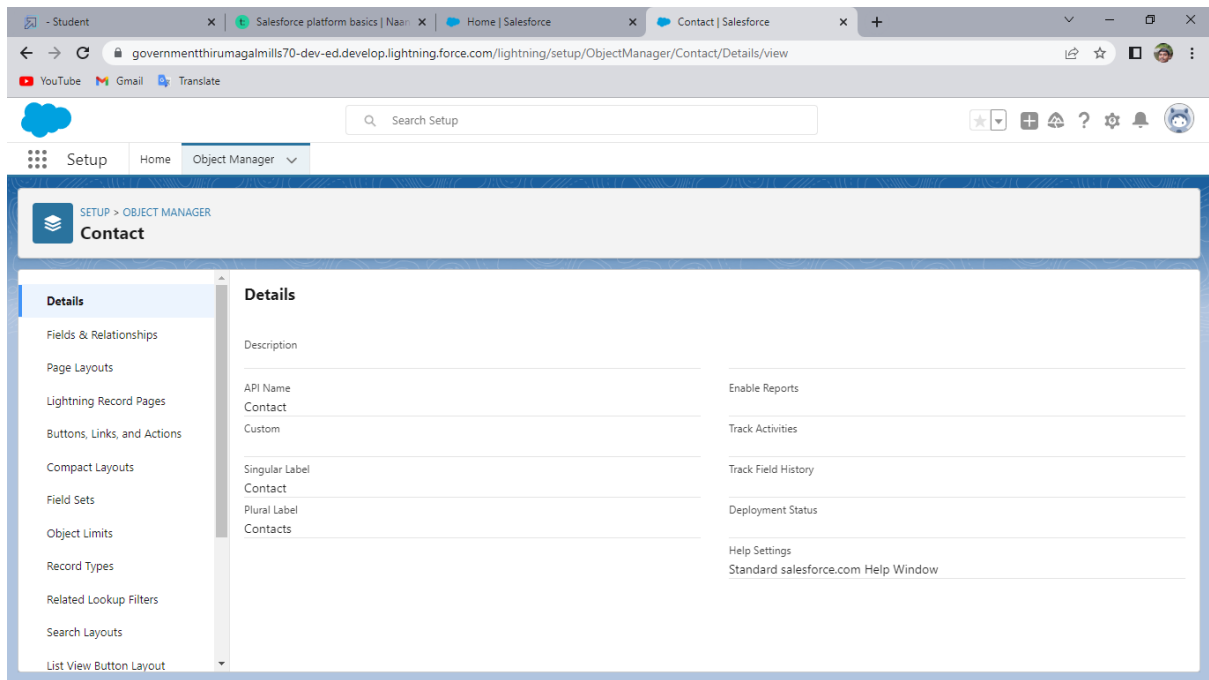 - Student
Salesforce platform basics | Naan
Home | Salesforce
Contact | Salesforce
governmentthirumagalmills70-dev-ed.develop.lightning.force.com/lightning/setup/ObjectManager/Contact/Details/view
YouTube Gmail Translate
Search Setup
Setup Home Object Manager
SETUP > OBJECT MANAGER
Contact
Details
Fields & Relationships
Page Layouts
Lightning Record Pages
Buttons, Links, and Actions
Compact Layouts
Field Sets
Object Limits
Record Types
Related Lookup Filters
Search Layouts
List View Button Layout
Details
Description
API Name
Contact
Custom
Singular Label
Contact
Plural Label
Contacts
Enable Reports
Track Activities
Track Field History
Deployment Status
Help Settings
Standard salesforce.com Help Window